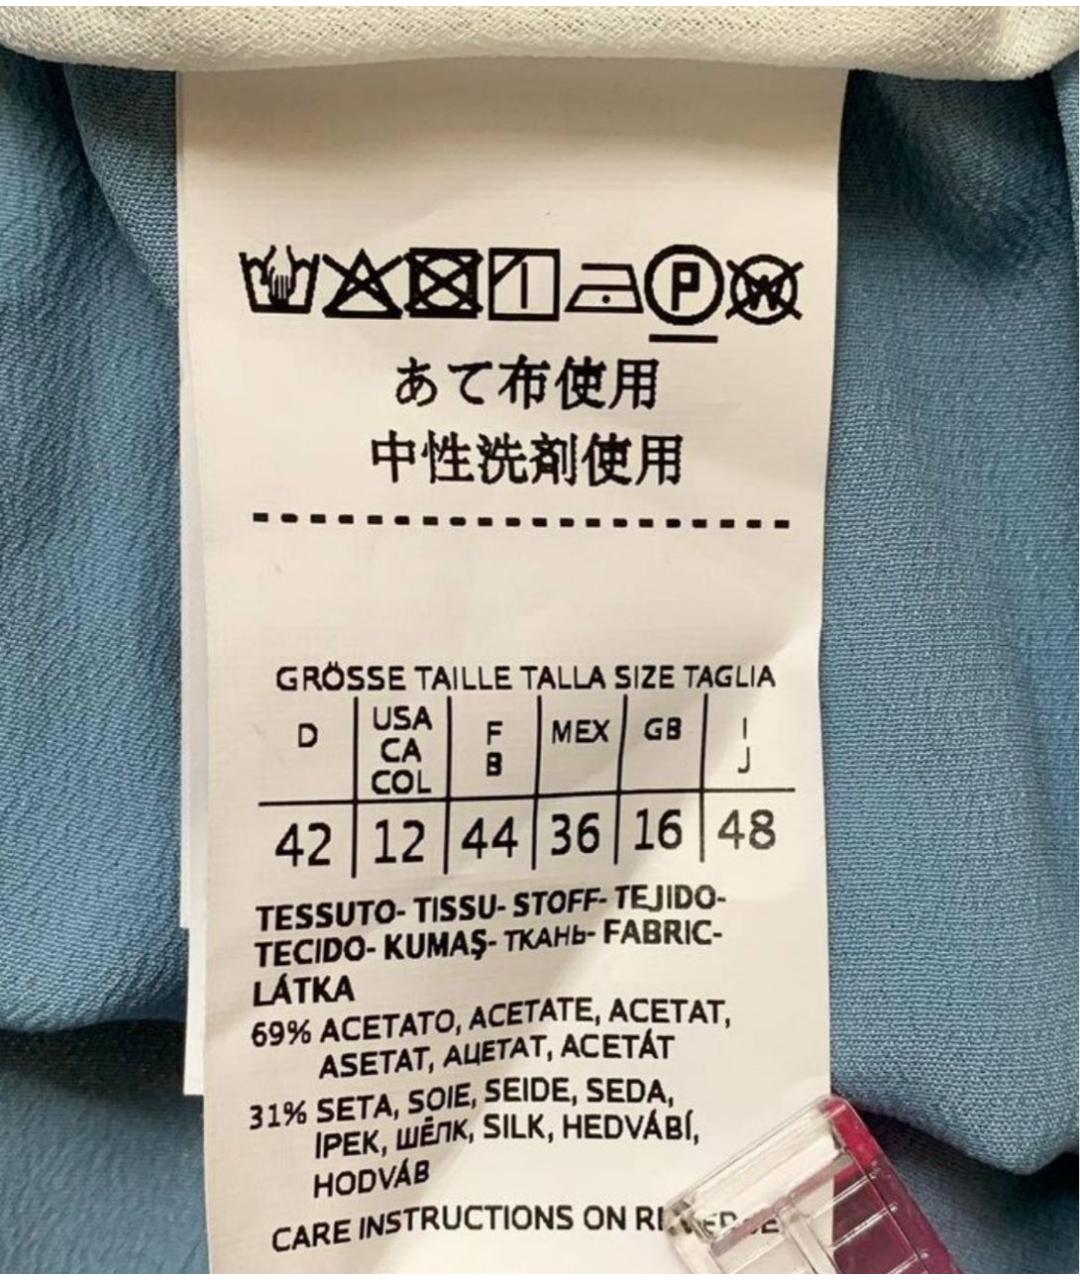 P W
あて布使用
中性洗剤使用
GRÖSSE TAILLE TALLA SIZE TAGLIA
D USA CA COL F B MEX GB I J
42 12 44 36 16 48
TESSUTO- TISSU- STOFF- TEJIDO-
TECIDO- KUMAŞ- ТКАНЬ- FABRIC-
LÁTKA
69% ACETATO, ACETATE, ACETAT,
ASETAT, АЦЕТАТ, ACETÁT
31% SETA, SOIE, SEIDE, SEDA,
İPEK, ШЁЛК, SILK, HEDVÁBÍ,
HODVÁB
CARE INSTRUCTIONS ON